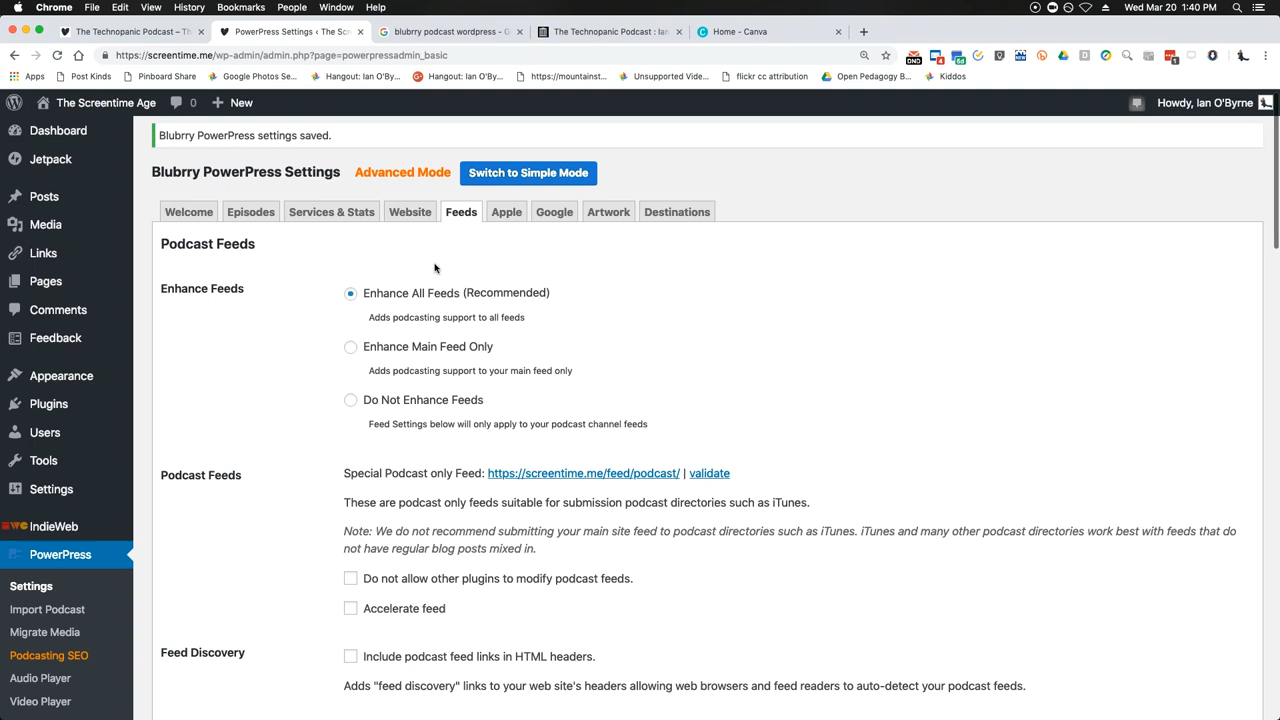 Chrome File Edit View History Bookmarks People Window Help Wed Mar 20 1:40 PM
The Technopanic Podcast – Th PowerPress Settings ‹ The Scr blubrry podcast wordpress - G The Technopanic Podcast : Ian Home - Canva
https://screentime.me/wp-admin/admin.php?page=powerpressadmin_basic
Apps Post Kinds Pinboard Share Google Photos Se... Hangout: Ian O'By... Hangout: Ian O'By... https://mountainst... Unsupported Vide... flickr cc attribution Open Pedagogy B... Kiddos
The Screentime Age 0 New Howdy, Ian O'Byrne
Dashboard
Jetpack
Posts
Media
Links
Pages
Comments
Feedback
Appearance
Plugins
Users
Tools
Settings
IndieWeb
PowerPress
Settings
Import Podcast
Migrate Media
Podcasting SEO
Audio Player
Video Player
Blubrry PowerPress settings saved.
Blubrry PowerPress Settings Advanced Mode Switch to Simple Mode
Welcome Episodes Services & Stats Website Feeds Apple Google Artwork Destinations
Podcast Feeds
Enhance Feeds
Enhance All Feeds (Recommended)
Adds podcasting support to all feeds
Enhance Main Feed Only
Adds podcasting support to your main feed only
Do Not Enhance Feeds
Feed Settings below will only apply to your podcast channel feeds
Podcast Feeds
Special Podcast only Feed: https://screentime.me/feed/podcast/ | validate
These are podcast only feeds suitable for submission podcast directories such as iTunes.
Note: We do not recommend submitting your main site feed to podcast directories such as iTunes. iTunes and many other podcast directories work best with feeds that do
not have regular blog posts mixed in.
Do not allow other plugins to modify podcast feeds.
Accelerate feed
Feed Discovery
Include podcast feed links in HTML headers.
Adds "feed discovery" links to your web site's headers allowing web browsers and feed readers to auto-detect your podcast feeds.